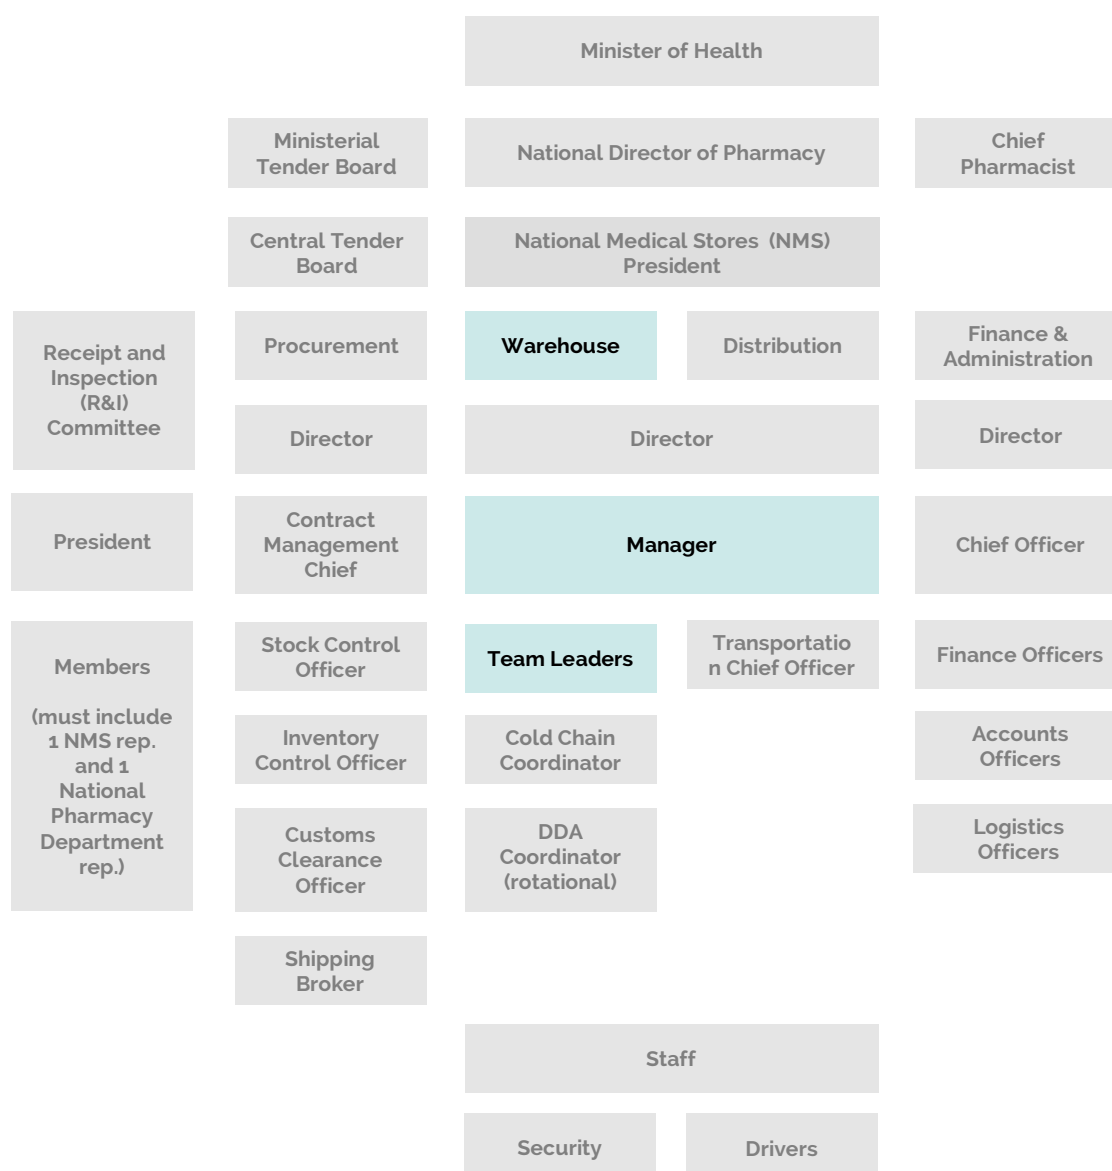 Minister of Health
Ministerial
Tender Board
National Director of Pharmacy
Chief
Pharmacist
Central Tender
Board
National Medical Stores (NMS)
President
Receipt and
Inspection
(R&I)
Committee
Procurement
Warehouse
Distribution
Finance &
Administration
Director
Director
Director
President
Contract
Management
Chief
Manager
Chief Officer
Members
(must include
1 NMS rep.
and 1
National
Pharmacy
Department
rep.)
Stock Control
Officer
Team Leaders
Transportatio
n Chief Officer
Finance Officers
Inventory
Control Officer
Cold Chain
Coordinator
Accounts
Officers
Customs
Clearance
Officer
DDA
Coordinator
(rotational)
Logistics
Officers
Shipping
Broker
Staff
Security
Drivers